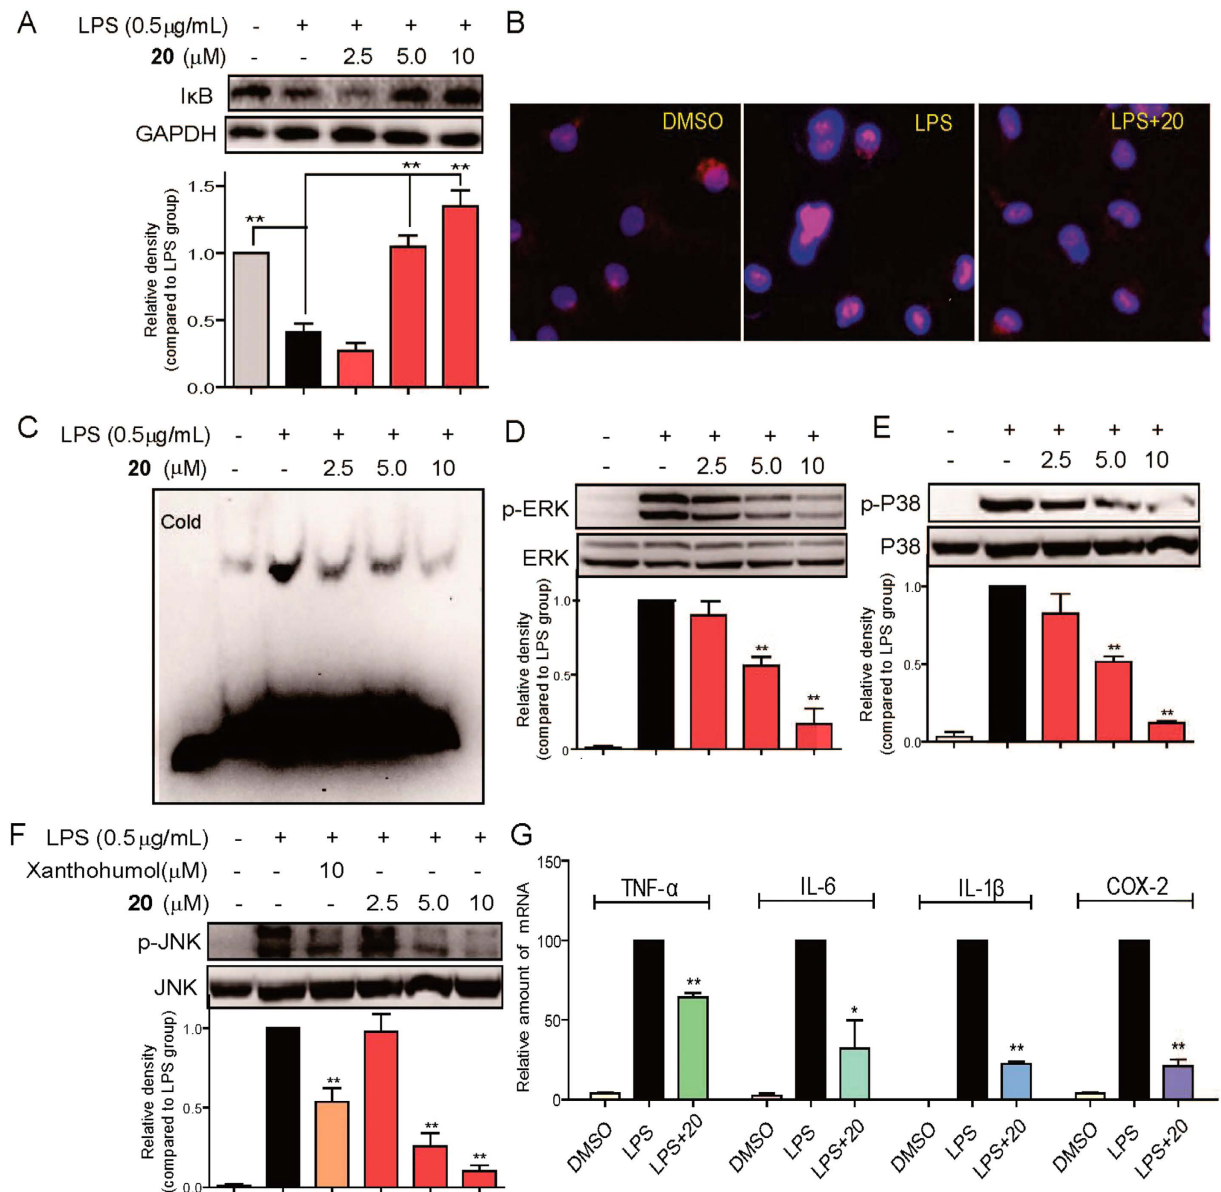 A
LPS (0.5μg/mL) - + + + +
20 (μM) - - 2.5 5.0 10
IκB
GAPDH
Relative density
(compared to LPS group)
1.5
1.0
0.5
0.0
**
**
**
B
DMSO
LPS
LPS+20
C
LPS (0.5μg/mL) - + + + +
20 (μM) - - 2.5 5.0 10
Cold
D
- + + + +
- - 2.5 5.0 10
p-ERK
ERK
Relative density
(compared to LPS group)
1.0
0.5
0
**
**
E
- + + + +
- - 2.5 5.0 10
p-P38
P38
Relative density
(compared to LPS group)
1.0
0.5
0.0
**
**
F
LPS (0.5μg/mL) - + + + + +
Xanthohumol(μM) - - 10 - - -
20 (μM) - - - 2.5 5.0 10
p-JNK
JNK
Relative density
(compared to LPS group)
1.0
0.5
**
**
**
G
Relative amount of mRNA
150
100
50
0
TNF-α
IL-6
IL-1β
COX-2
**
*
**
**
DMSO
LPS
LPS+20
DMSO
LPS
LPS+20
DMSO
LPS
LPS+20
DMSO
LPS
LPS+20